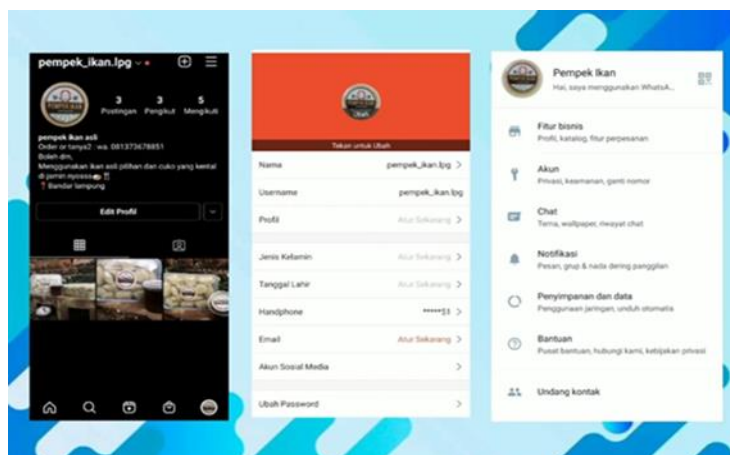 pempek_ikan.lpg
3 3 5
Postingan Pengikut Mengikuti
pempek ikan asli
Order or tanya2 : wa. 081373678851
Boleh dm,
Menggunakan ikan asli pilihan dan cuko yang kental
di jamin nyosss
Bandar lampung
Edit Profil
Ubah
Tekan untuk Ubah
Nama pempek_ikan.lpg >
Username pempek_ikan.lpg
Profil Atur Sekarang >
Jenis Kelamin Atur Sekarang >
Tanggal Lahir Atur Sekarang >
Handphone *****51 >
Email Atur Sekarang >
Akun Sosial Media >
Ubah Password >
Pempek Ikan
Hai, saya menggunakan WhatsA...
Fitur bisnis
Profil, katalog, fitur perpesanan
Akun
Privasi, keamanan, ganti nomor
Chat
Tema, wallpaper, riwayat chat
Notifikasi
Pesan, grup & nada dering panggilan
Penyimpanan dan data
Penggunaan jaringan, unduh otomatis
Bantuan
Pusat bantuan, hubungi kami, kebijakan privasi
Undang kontak